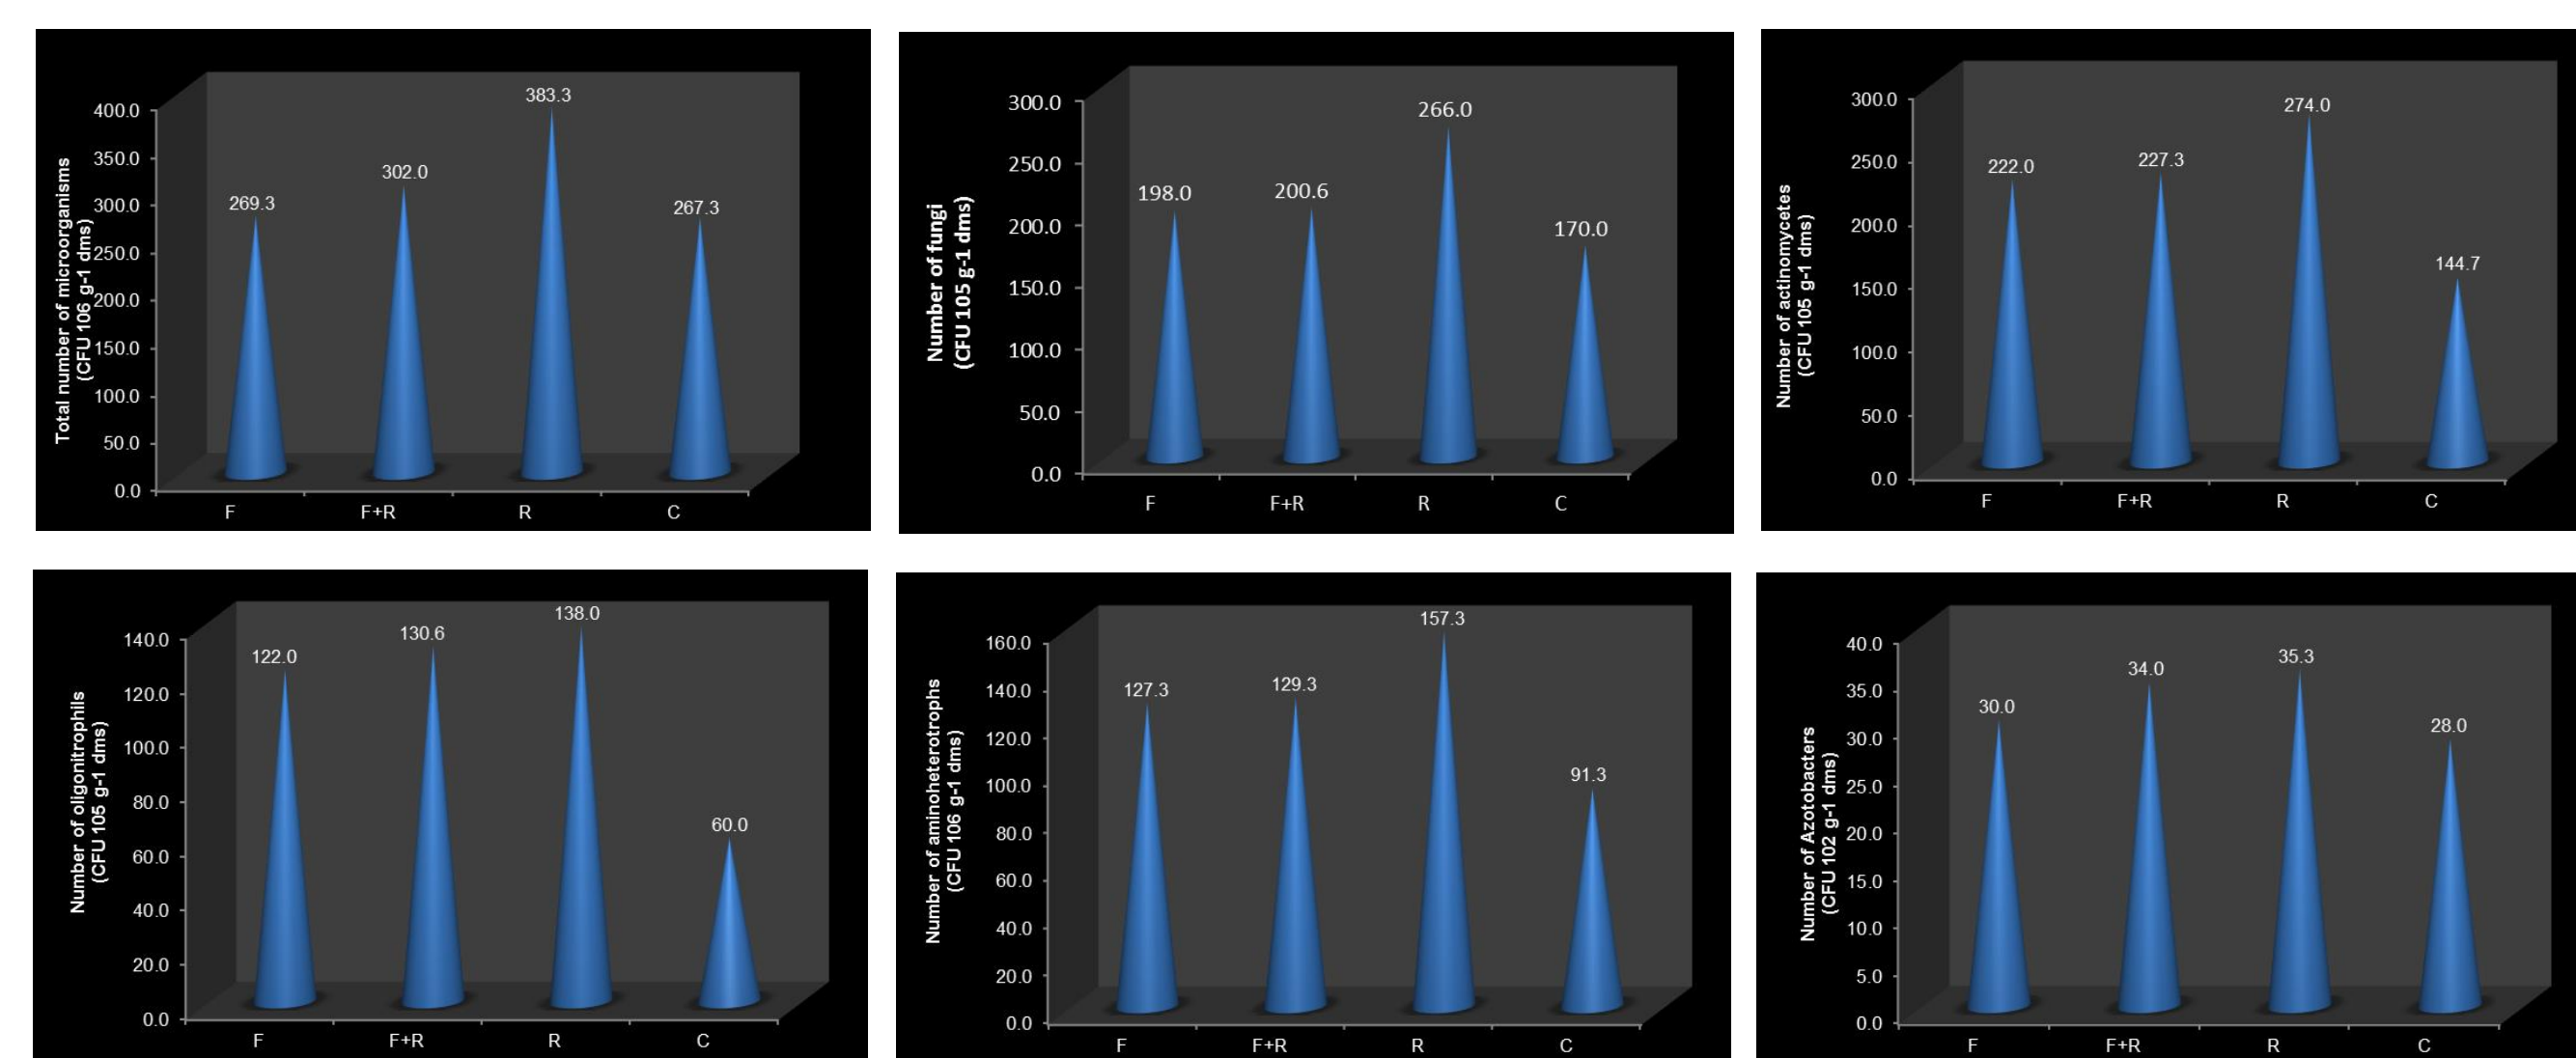 Total number of microorganisms
(CFU 106 g-1 dms)
400.0
350.0
300.0
250.0
200.0
150.0
100.0
50.0
0.0
269.3
302.0
383.3
267.3
F
F+R
R
C
Number of fungi
(CFU 105 g-1 dms)
300.0
250.0
200.0
150.0
100.0
50.0
0.0
198.0
200.6
266.0
170.0
F
F+R
R
C
Number of actinomycetes
(CFU 105 g-1 dms)
300.0
250.0
200.0
150.0
100.0
50.0
0.0
222.0
227.3
274.0
144.7
F
F+R
R
C
Number of oligonitrophils
(CFU 105 g-1 dms)
140.0
120.0
100.0
80.0
60.0
40.0
20.0
0.0
122.0
130.6
138.0
60.0
F
F+R
R
C
Number of aminoheterotrophs
(CFU 106 g-1 dms)
160.0
140.0
120.0
100.0
80.0
60.0
40.0
20.0
0.0
127.3
129.3
157.3
91.3
F
F+R
R
C
Number of Azotobacters
(CFU 102 g-1 dms)
40.0
35.0
30.0
25.0
20.0
15.0
10.0
5.0
0.0
30.0
34.0
35.3
28.0
F
F+R
R
C